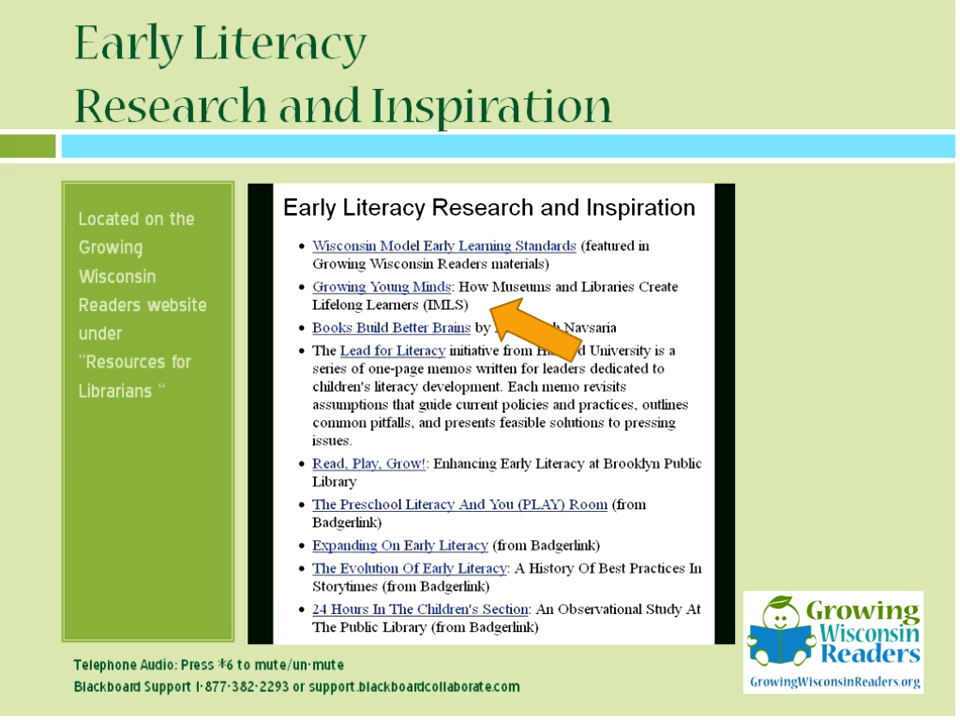 Early Literacy
Research and Inspiration
Located on the
Growing
Wisconsin
Readers website
under
"Resources for
Librarians "
Early Literacy Research and Inspiration
• Wisconsin Model Early Learning Standards (featured in
Growing Wisconsin Readers materials)
• Growing Young Minds: How Museums and Libraries Create
Lifelong Learners (IMLS)
• Books Build Better Brains by Navsaria
• The Lead for Literacy initiative from University is a
series of one-page memos written for leaders dedicated to
children's literacy development. Each memo revisits
assumptions that guide current policies and practices, outlines
common pitfalls, and presents feasible solutions to pressing
issues.
• Read, Play, Grow!: Enhancing Early Literacy at Brooklyn Public
Library
• The Preschool Literacy And You (PLAY) Room (from
Badgerlink)
• Expanding On Early Literacy (from Badgerlink)
• The Evolution Of Early Literacy: A History Of Best Practices In
Storytimes (from Badgerlink)
• 24 Hours In The Children's Section: An Observational Study At
The Public Library (from Badgerlink)
Growing
Wisconsin
Readers
GrowingWisconsinReaders.org
Telephone Audio: Press *6 to mute/un-mute
Blackboard Support 1-877-382-2293 or support.blackboardcollaborate.com